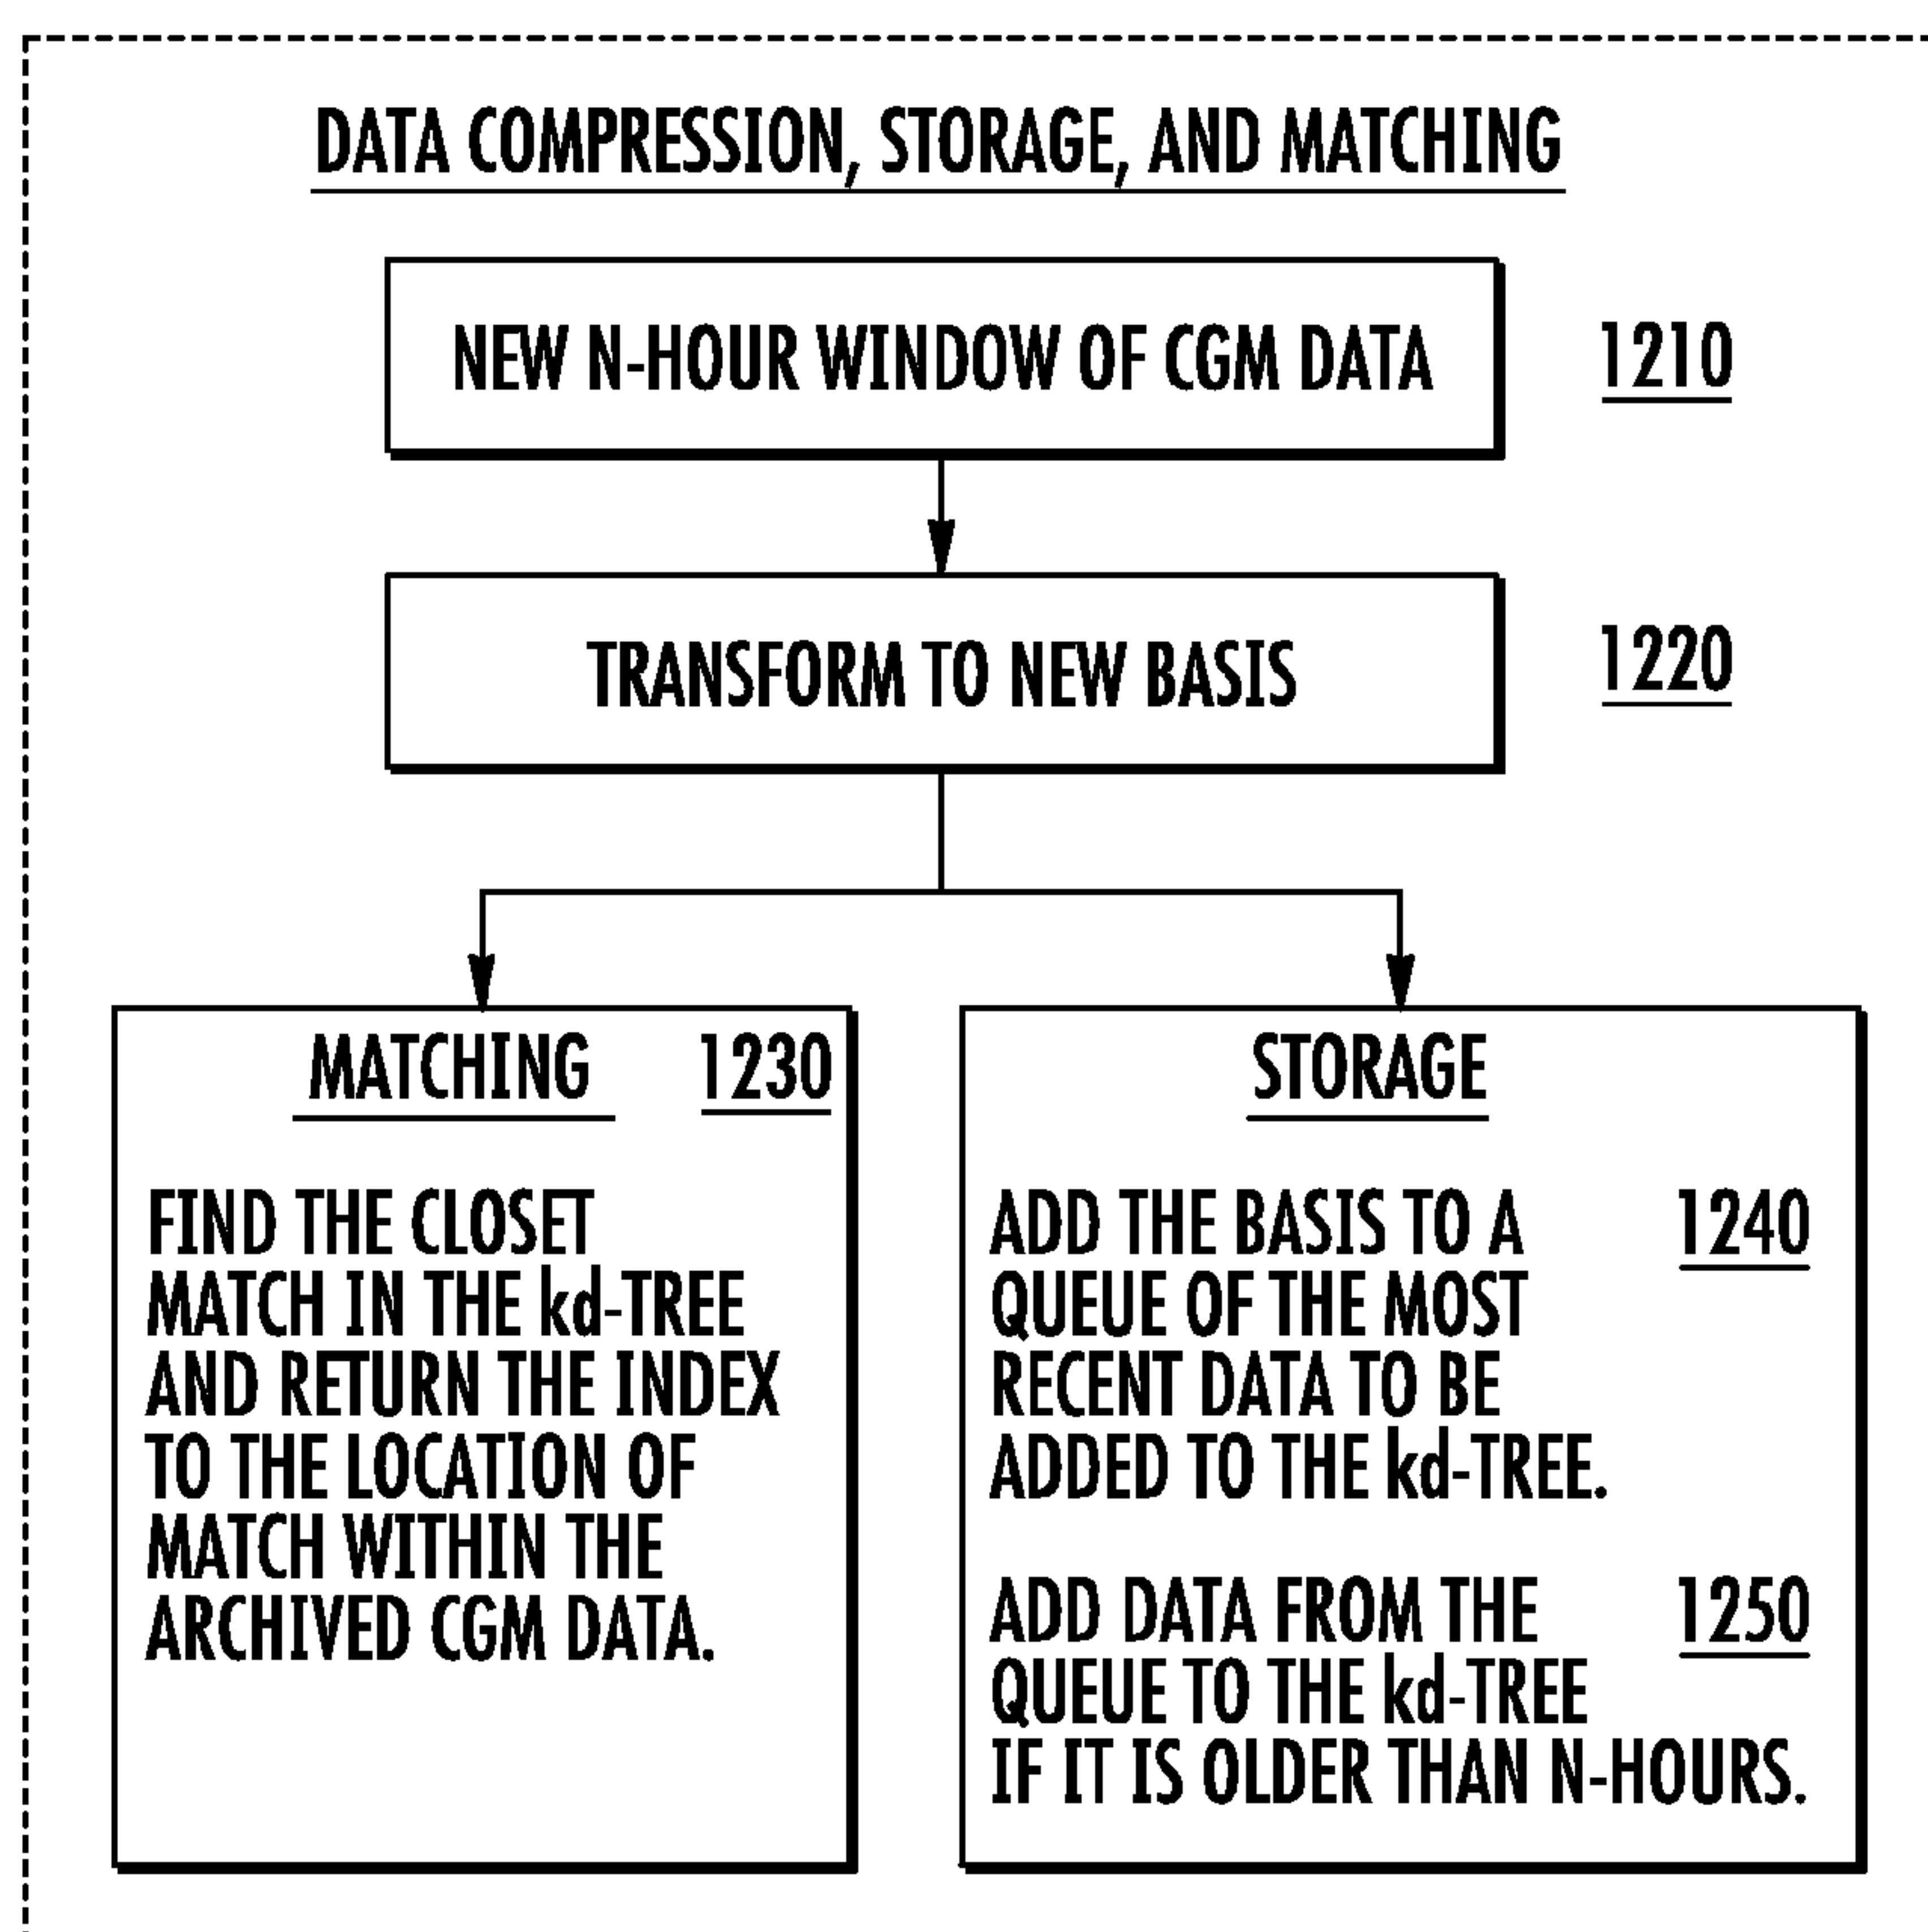 DATA COMPRESSION, STORAGE, AND MATCHING
NEW N-HOUR WINDOW OF CGM DATA
1210
TRANSFORM TO NEW BASIS
1220
MATCHING
1230
FIND THE CLOSET
MATCH IN THE kd-TREE
AND RETURN THE INDEX
TO THE LOCATION OF
MATCH WITHIN THE
ARCHIVED CGM DATA.
STORAGE
ADD THE BASIS TO A
1240
QUEUE OF THE MOST
RECENT DATA TO BE
ADDED TO THE kd-TREE.
ADD DATA FROM THE
1250
QUEUE TO THE kd-TREE
IF IT IS OLDER THAN N-HOURS.